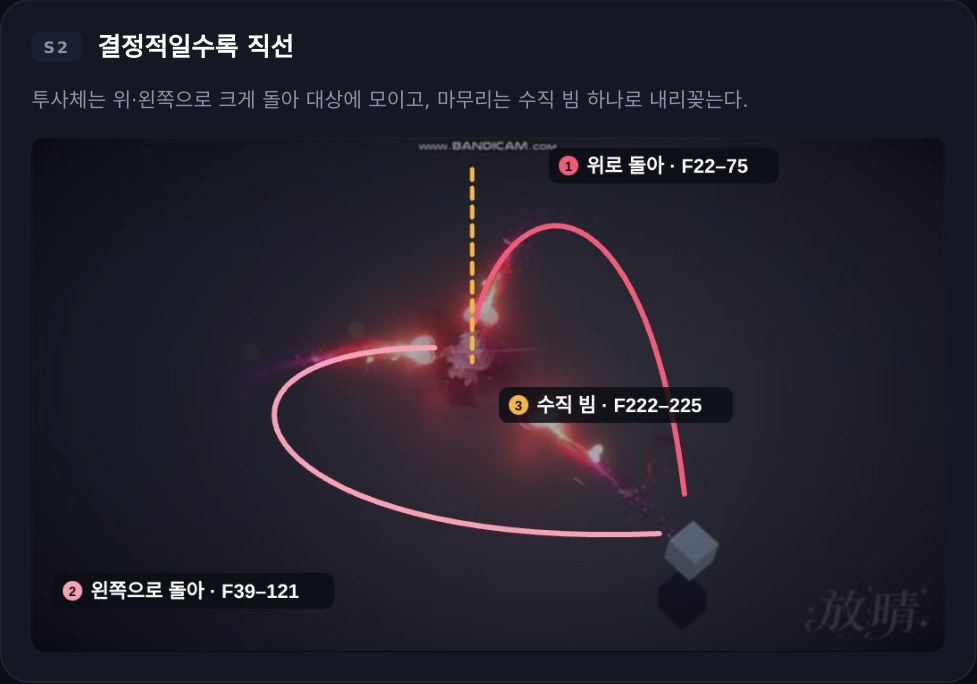 S2 결정적일수록 직선
투사체는 위·왼쪽으로 크게 돌아 대상에 모이고, 마무리는 수직 빔 하나로 내리꽂는다.
www.BANDICAM.com
1 위로 돌아 · F22–75
3 수직 빔 · F222–225
2 왼쪽으로 돌아 · F39–121
放晴